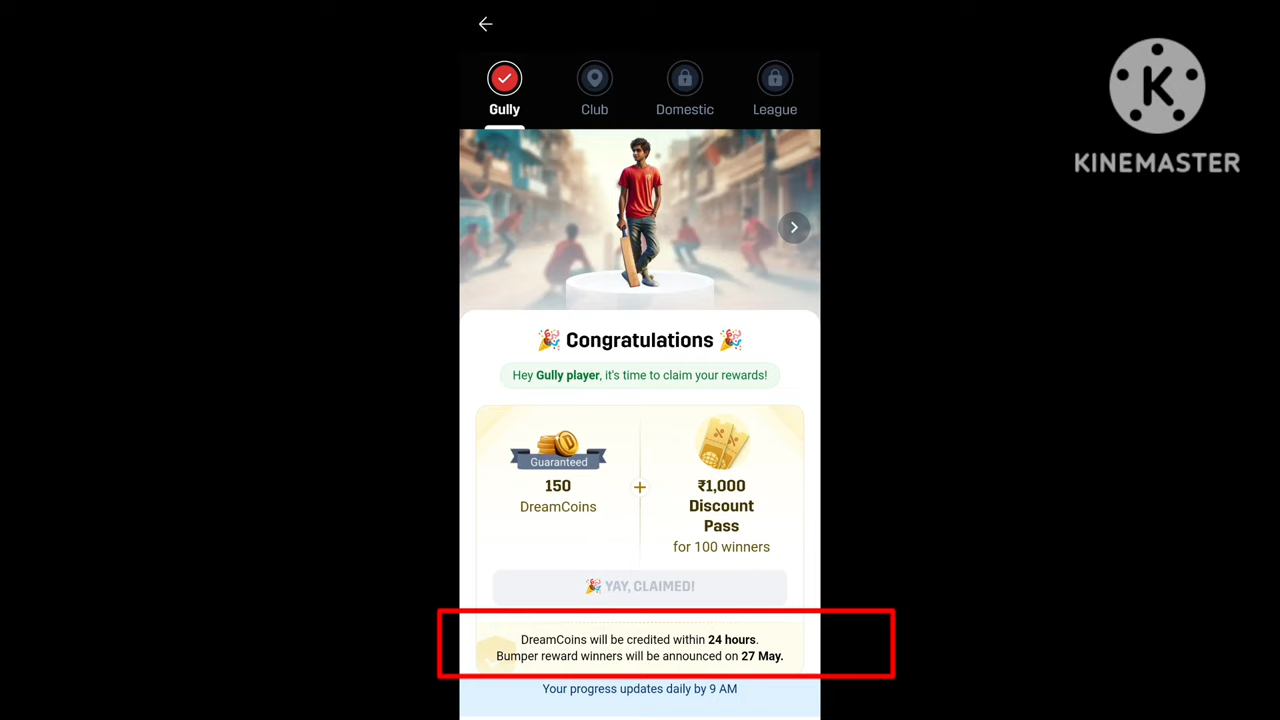 KINEMASTER
Gully Club Domestic League
🎉 Congratulations 🎉
Hey Gully player, it's time to claim your rewards!
Guaranteed
150
DreamCoins
+
₹1,000
Discount
Pass
for 100 winners
🎉 YAY, CLAIMED!
DreamCoins will be credited within 24 hours.
Bumper reward winners will be announced on 27 May.
Your progress updates daily by 9 AM